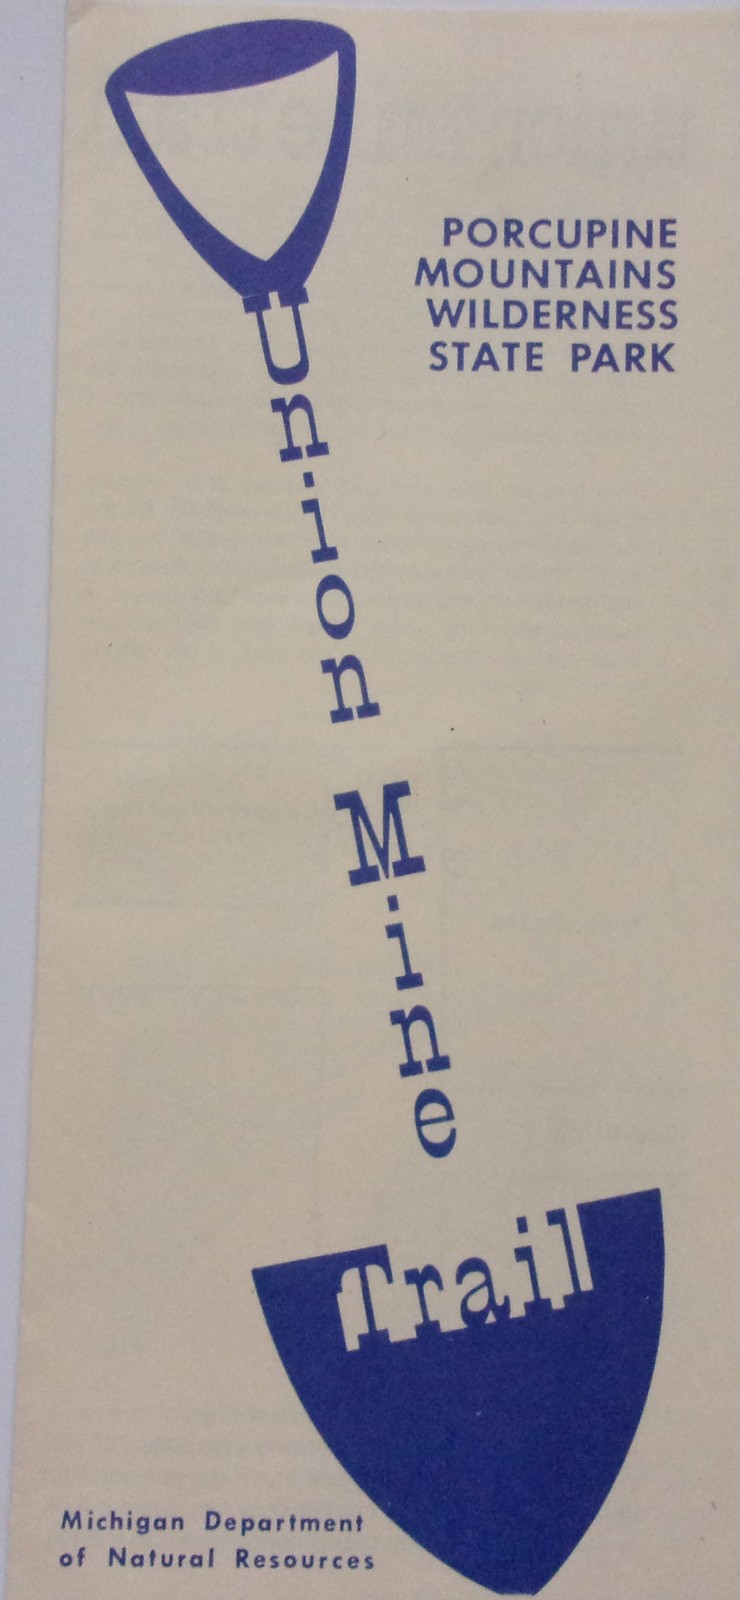 PORCUPINE
MOUNTAINS
WILDERNESS
STATE PARK
Union Mine
Trail
Michigan Department
of Natural Resources